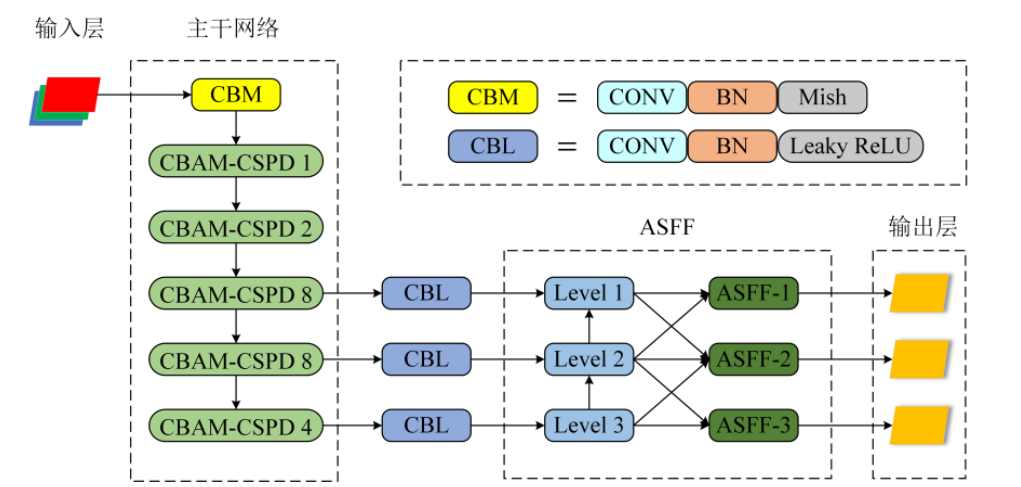 输入层
主干网络
CBM
CBM = CONV BN Mish
CBL = CONV BN Leaky ReLU
CBAM-CSPD 1
CBAM-CSPD 2
ASFF
输出层
CBAM-CSPD 8 CBL Level 1 ASFF-1
CBAM-CSPD 8 CBL Level 2 ASFF-2
CBAM-CSPD 4 CBL Level 3 ASFF-3